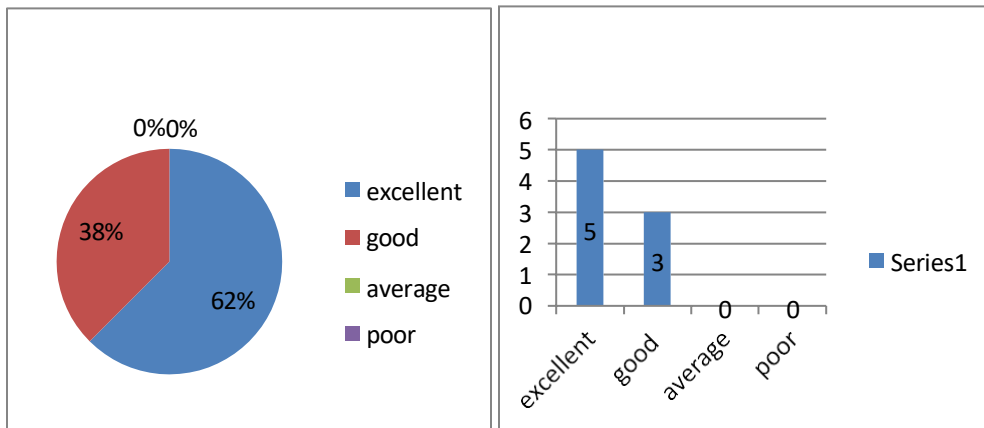 0%0%
38%
62%
excellent
good
average
poor
6
5
4
3
2
1
0
5
3
0
0
excellent
good
average
poor
Series1